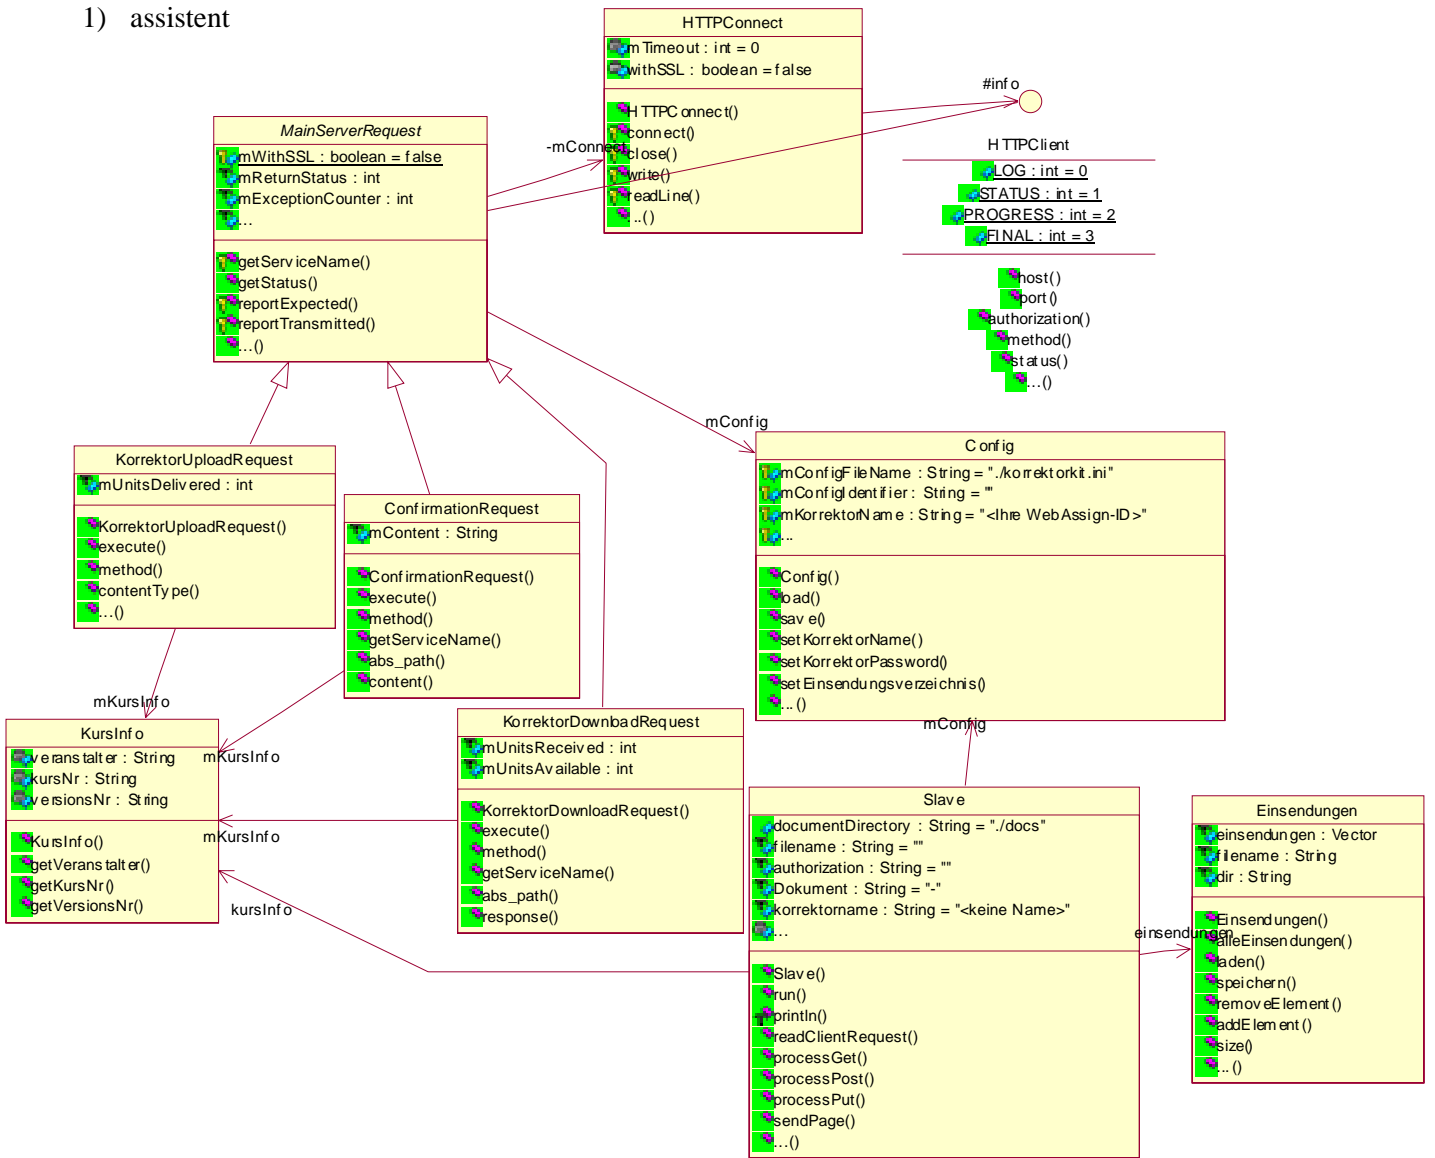 1) assistent
HTTPConnect
mTimeout : int = 0
withSSL : boolean = false
HTTPConnect()
connect()
close()
write()
readLine()
...()
#info
HTTPClient
LOG : int = 0
STATUS : int = 1
PROGRESS : int = 2
FINAL : int = 3
host()
port()
authorization()
method()
status()
...()
MainServerRequest
mWithSSL : boolean = false
mReturnStatus : int
mExceptionCounter : int
...
getServiceName()
getStatus()
reportExpected()
reportTransmitted()
...()
-mConnect
mConfig
KorrektorUploadRequest
mUnitsDelivered : int
KorrektorUploadRequest()
execute()
method()
contentType()
...()
ConfirmationRequest
mContent : String
ConfirmationRequest()
execute()
method()
getServiceName()
abs_path()
content()
Config
mConfigFileName : String = "./korrektorkit.ini"
mConfigIdentifier : String = ""
mKorrektorName : String = "<Ihre WebAssign-ID>"
...
Config()
load()
save()
setKorrektorName()
setKorrektorPassword()
setEinsendungsverzeichnis()
...()
mKursInfo
mKursInfo
mKursInfo
kursInfo
mConfig
KursInfo
veranstalter : String
kursNr : String
versionsNr : String
KursInfo()
getVeranstalter()
getKursNr()
getVersionsNr()
KorrektorDownloadRequest
mUnitsReceived : int
mUnitsAvailable : int
KorrektorDownloadRequest()
execute()
method()
getServiceName()
abs_path()
response()
Slave
documentDirectory : String = "./docs"
filename : String = ""
authorization : String = ""
Dokument : String = "-"
korrektorname : String = "<keine Name>"
...
Slave()
run()
println()
readClientRequest()
processGet()
processPost()
processPut()
sendPage()
...()
einsendungen
Einsendungen
einsendungen : Vector
filename : String
dir : String
Einsendungen()
alleEinsendungen()
laden()
speichern()
removeElement()
addElement()
size()
...()